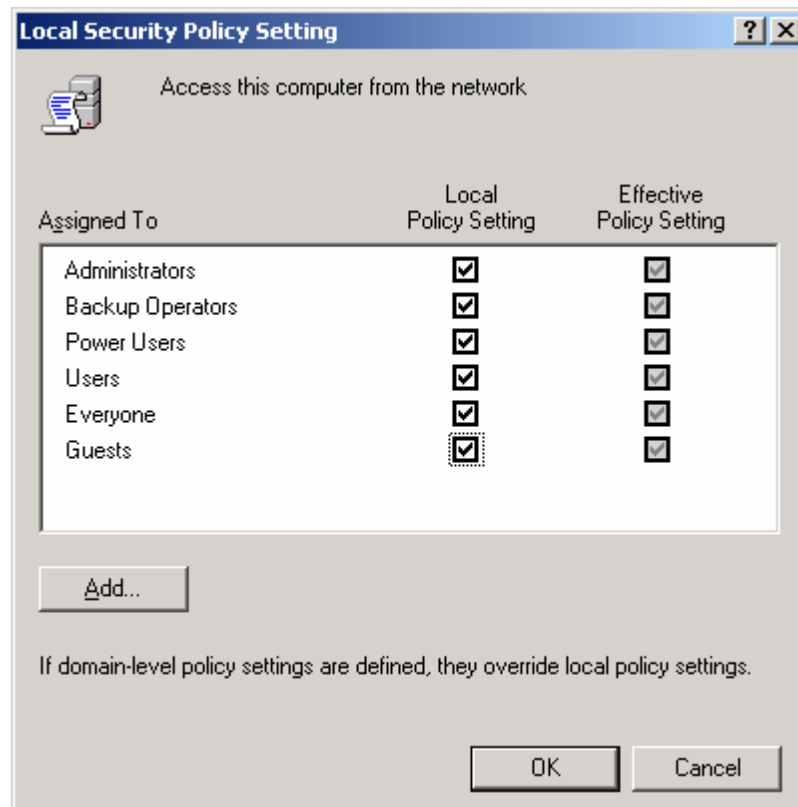 Local Security Policy Setting
Access this computer from the network
Local Effective
Assigned To Policy Setting Policy Setting
Administrators
Backup Operators
Power Users
Users
Everyone
Guests
Add...
If domain-level policy settings are defined, they override local policy settings.
OK Cancel